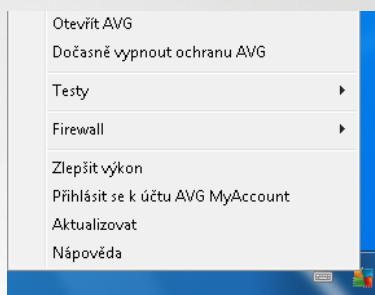 Otevřít AVG
Dočasně vypnout ochranu AVG
Testy
Firewall
Zlepšit výkon
Přihlásit se k účtu AVG MyAccount
Aktualizovat
Nápověda